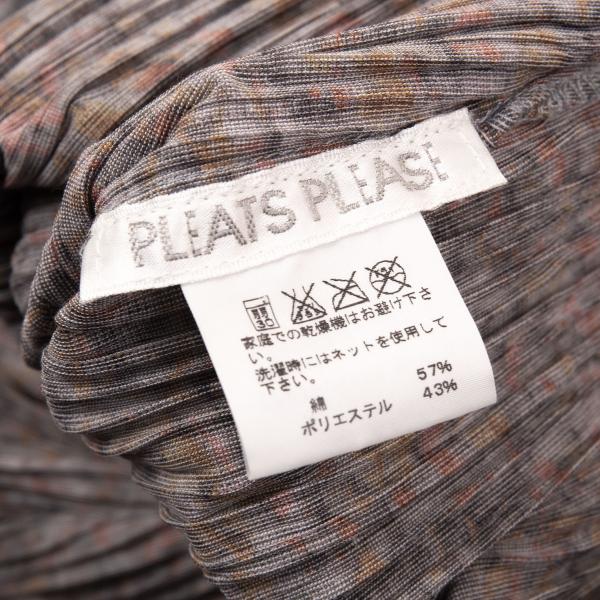 PLEATS PLEASE
弱 30
家庭での乾燥機はお避け下さ
い。
洗濯時にはネットを使用して
下さい。
綿 57%
ポリエステル 43%